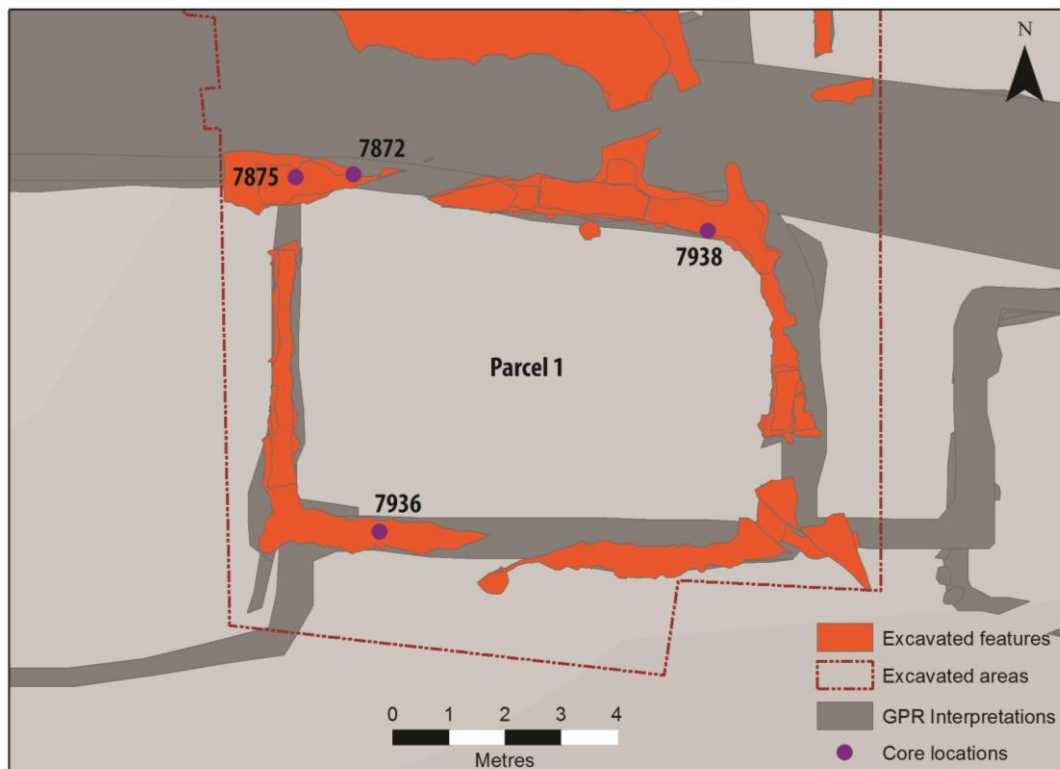 N
7872
7875
7938
Parcel 1
7936
Excavated features
Excavated areas
GPR Interpretations
Core locations
0 1 2 3 4
Metres